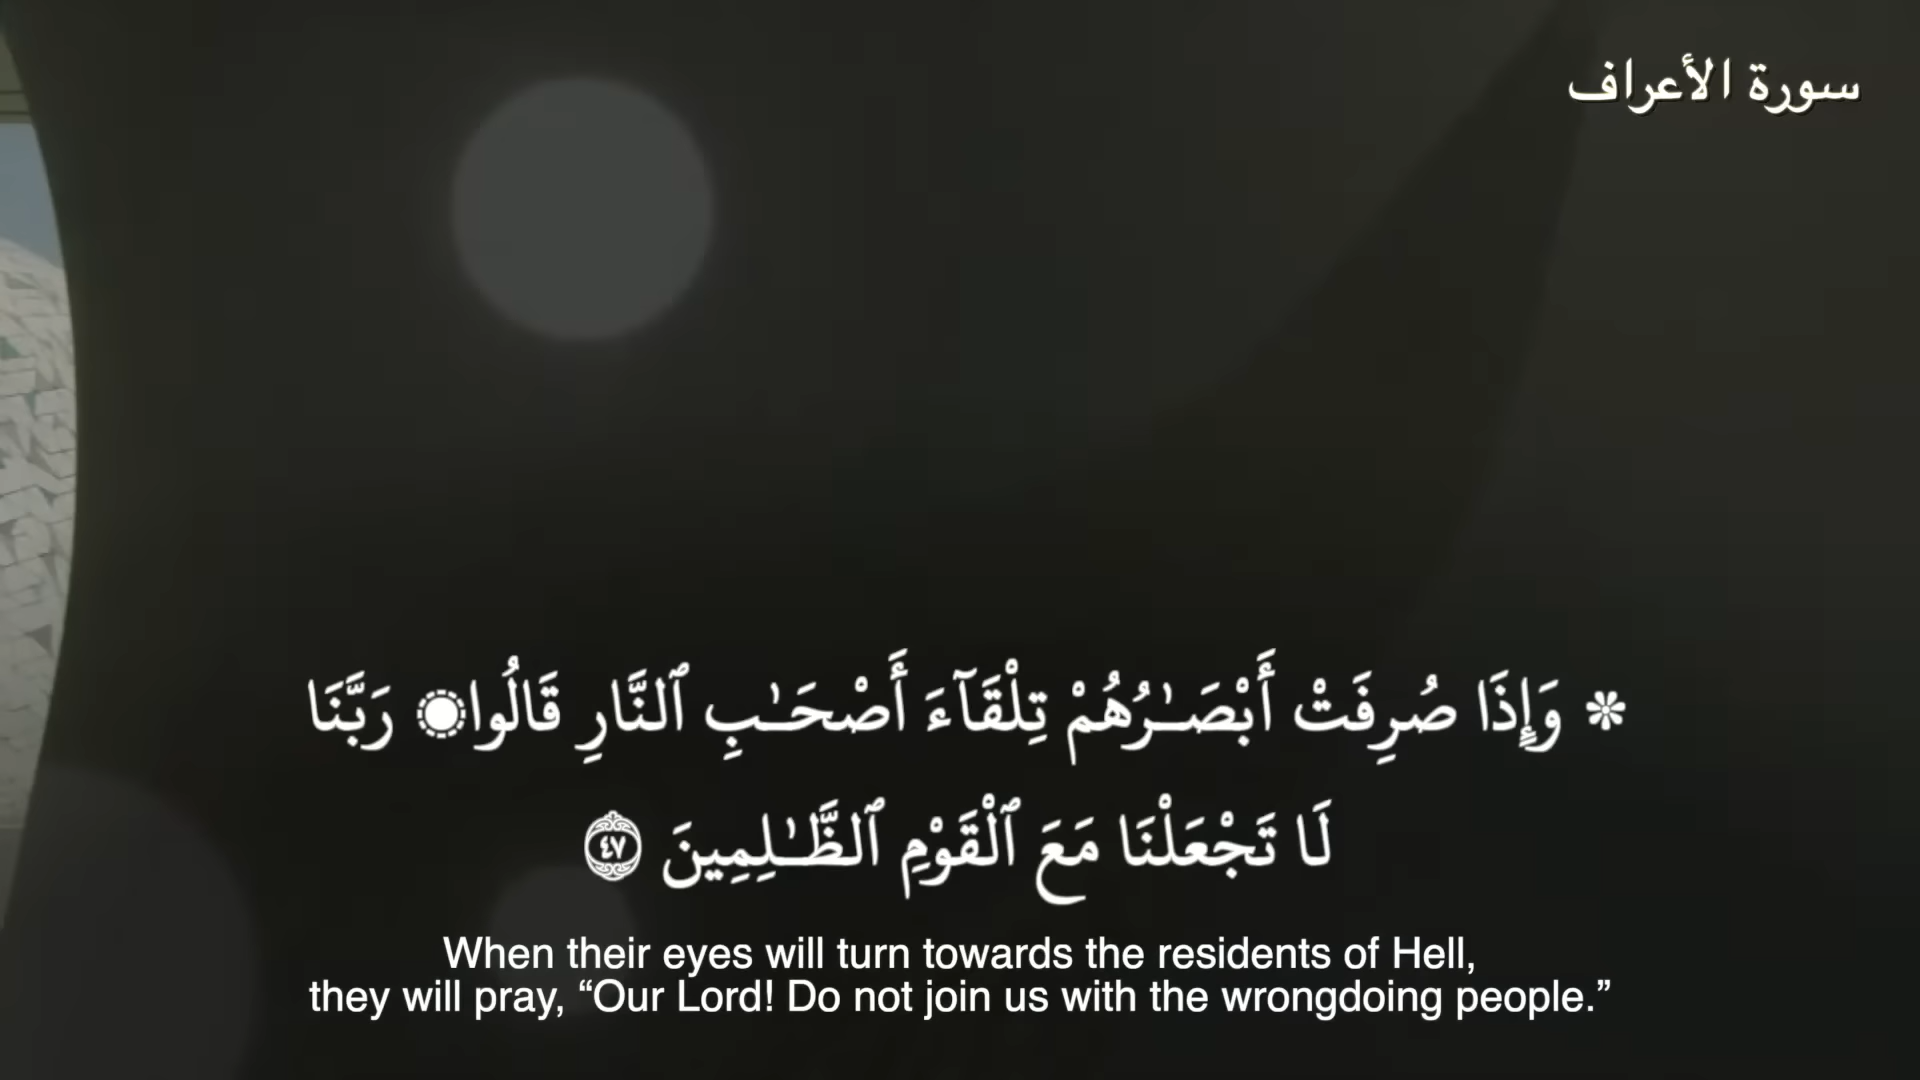 سورة الأعراف
۞ وَإِذَا صُرِفَتْ أَبْصَـٰرُهُمْ تِلْقَآءَ أَصْحَـٰبِ ٱلنَّارِ قَالُوا۟ رَبَّنَا
لَا تَجْعَلْنَا مَعَ ٱلْقَوْمِ ٱلظَّـٰلِمِينَ ٤٧
When their eyes will turn towards the residents of Hell,
they will pray, “Our Lord! Do not join us with the wrongdoing people.”